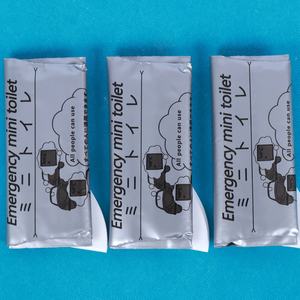 Emergency mini toilet
ミニトイレ
All people can use
Emergency mini toilet
ミニトイレ
All people can use
Emergency mini toilet
ミニトイレ
All people can use